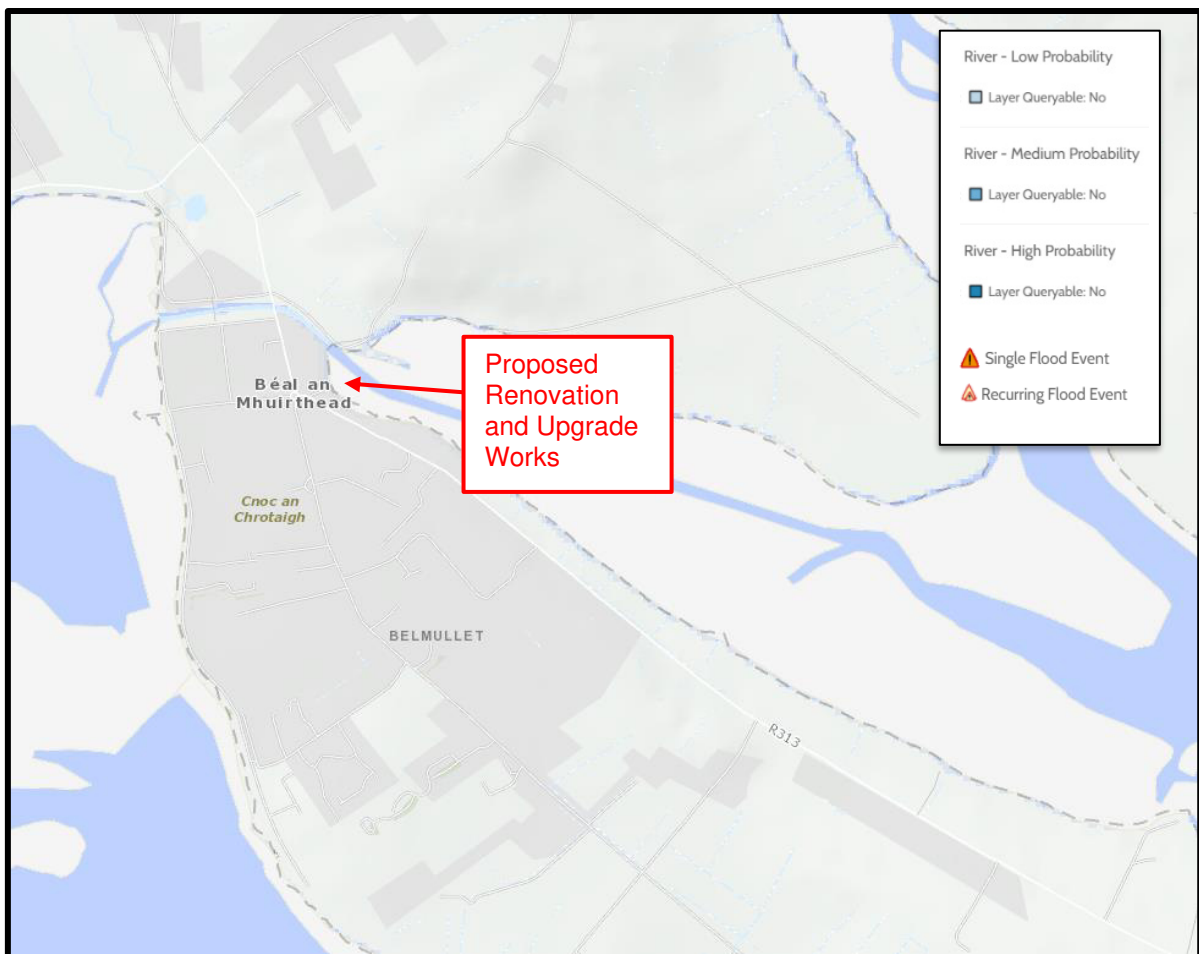 River - Low Probability
Layer Queryable: No
River - Medium Probability
Layer Queryable: No
River - High Probability
Layer Queryable: No
Single Flood Event
Recurring Flood Event
Proposed
Renovation
and Upgrade
Works
Béal an
Mhuirthead
Cnoc an
Chrotaigh
BELMULLET
R313